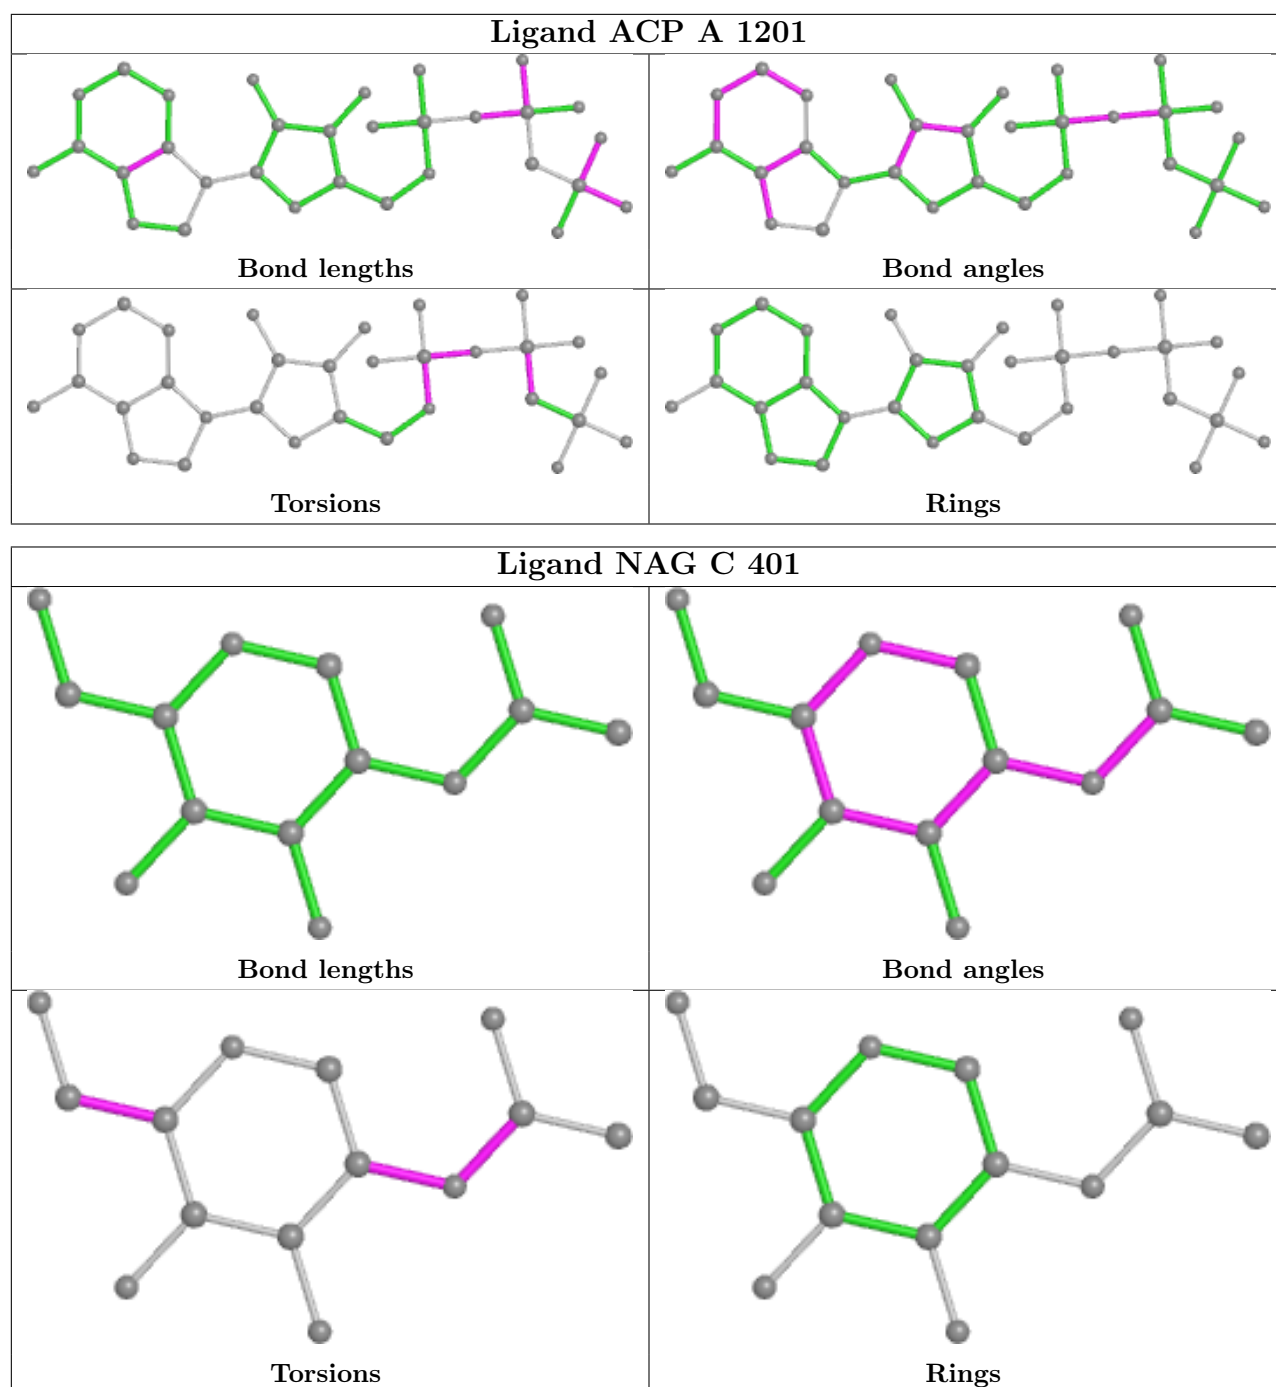 Ligand ACP A 1201
Bond lengths
Bond angles
Torsions
Rings
Ligand NAG C 401
Bond lengths
Bond angles
Torsions
Rings